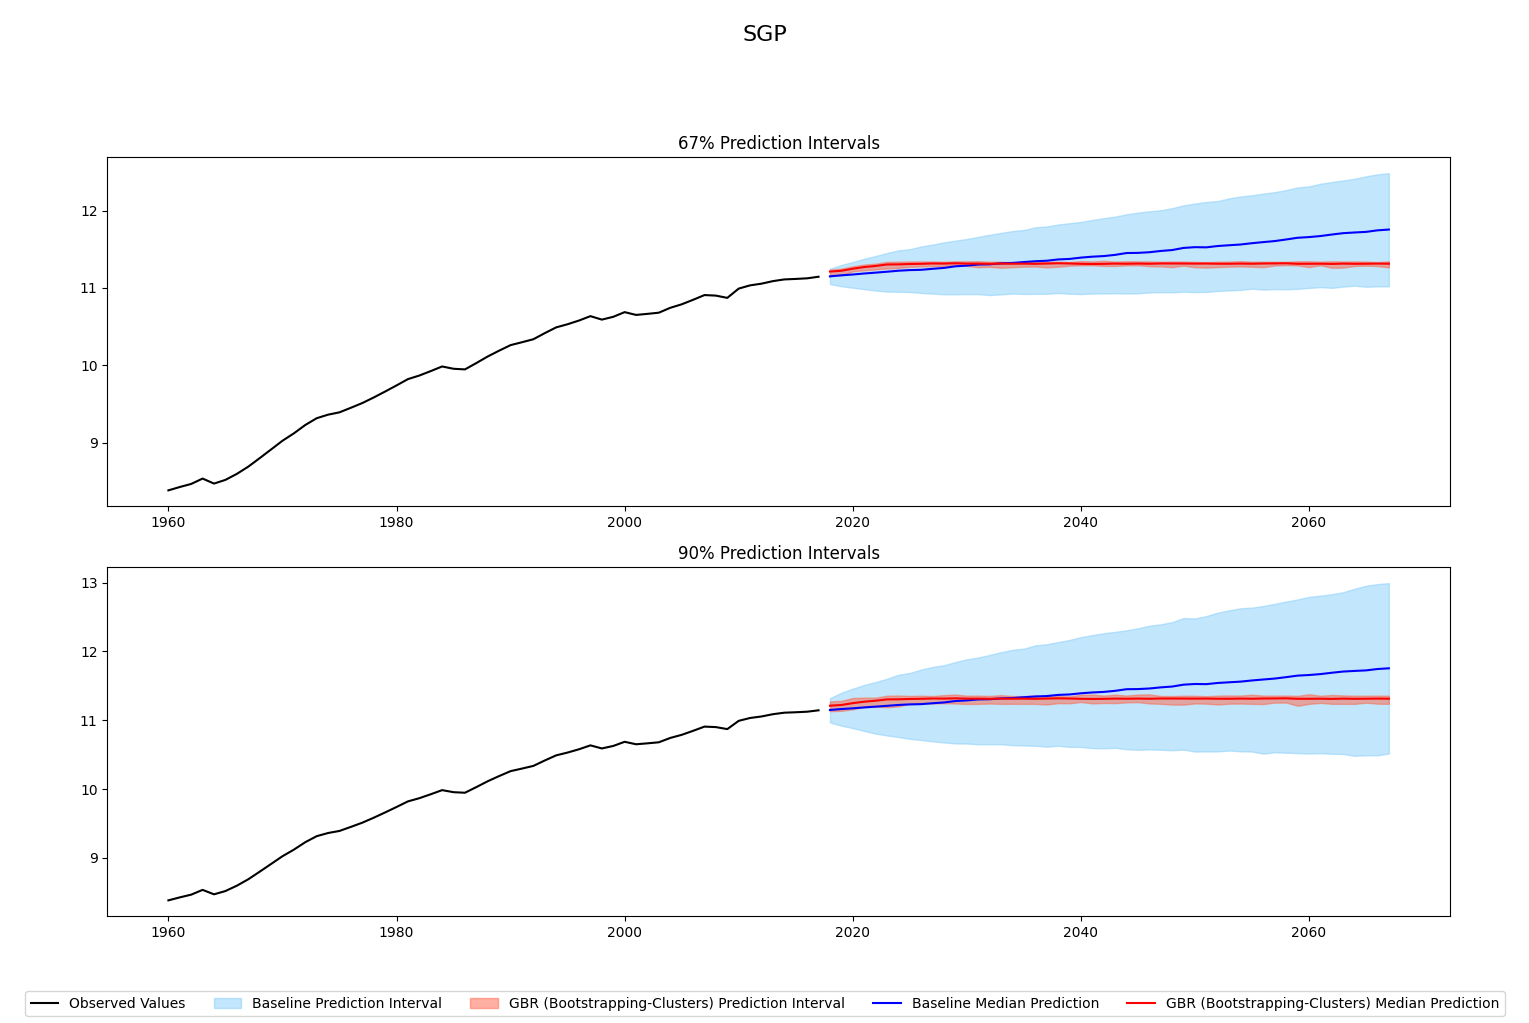 SGP
67% Prediction Intervals
12
11
10
9
1960 1980 2000 2020 2040 2060
90% Prediction Intervals
13
12
11
10
9
1960 1980 2000 2020 2040 2060
Observed Values Baseline Prediction Interval GBR (Bootstrapping-Clusters) Prediction Interval Baseline Median Prediction GBR (Bootstrapping-Clusters) Median Prediction